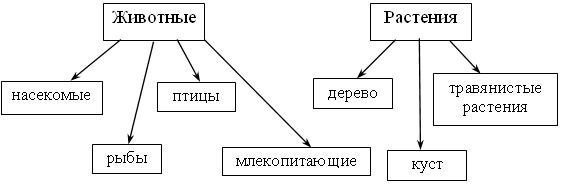 Животные
Растения
насекомые
птицы
дерево
травянистые
растения
рыбы
млекопитающие
куст